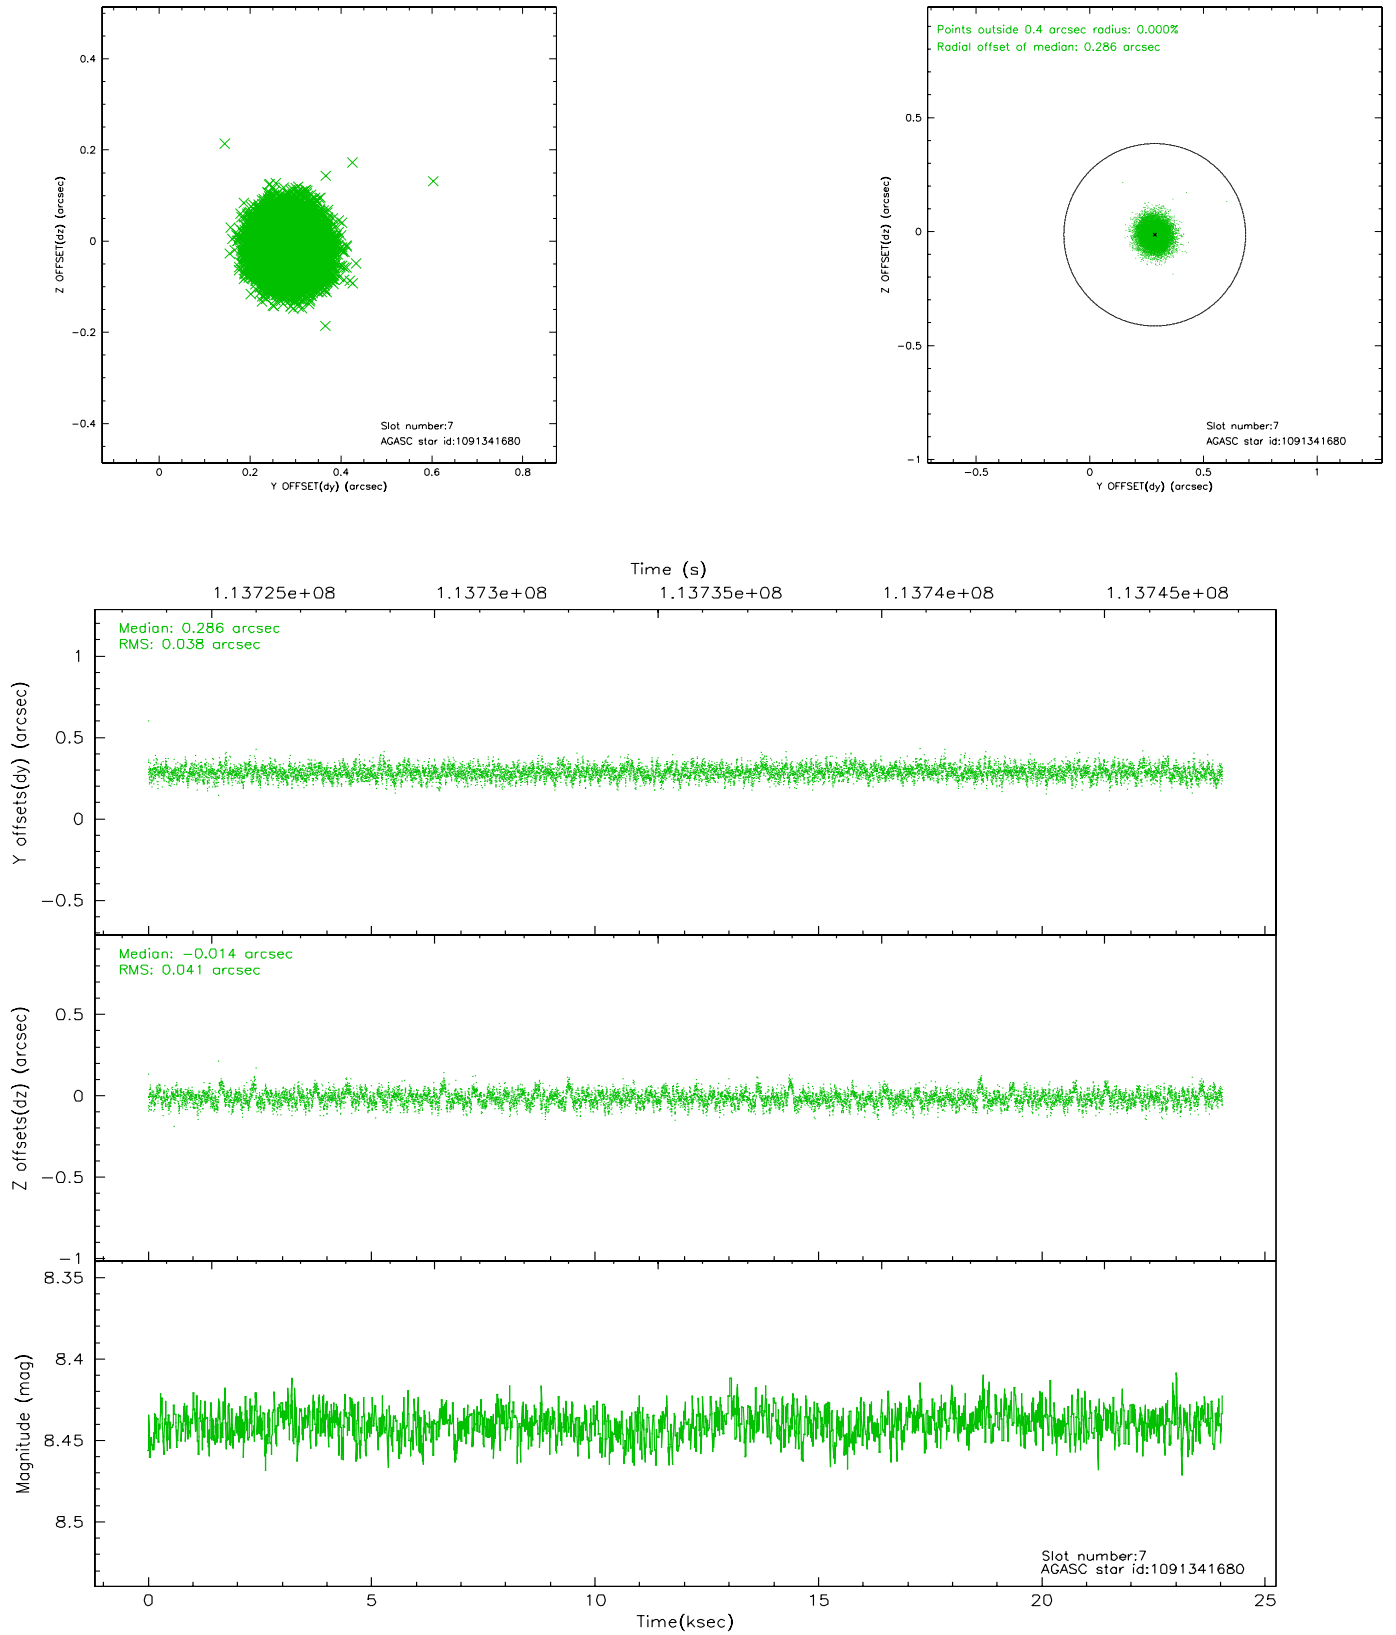 0.4
0.2
0
−0.2
−0.4
Z OFFSET(dz) (arcsec)
Slot number:7
AGASC star id:1091341680
0 0.2 0.4 0.6 0.8
Y OFFSET(dy) (arcsec)
Points outside 0.4 arcsec radius: 0.000%
Radial offset of median: 0.286 arcsec
0.5
0
−0.5
−1
Z OFFSET(dz) (arcsec)
Slot number:7
AGASC star id:1091341680
−0.5 0 0.5 1
Y OFFSET(dy) (arcsec)
Time (s)
1.13725e+08 1.1373e+08 1.13735e+08 1.1374e+08 1.13745e+08
Median: 0.286 arcsec
RMS: 0.038 arcsec
1
0.5
0
−0.5
Y offsets(dy) (arcsec)
Median: −0.014 arcsec
RMS: 0.041 arcsec
0.5
0
−0.5
−1
Z offsets(dz) (arcsec)
8.35
8.4
8.45
8.5
Magnitude (mag)
Slot number:7
AGASC star id:1091341680
0 5 10 15 20 25
Time(ksec)